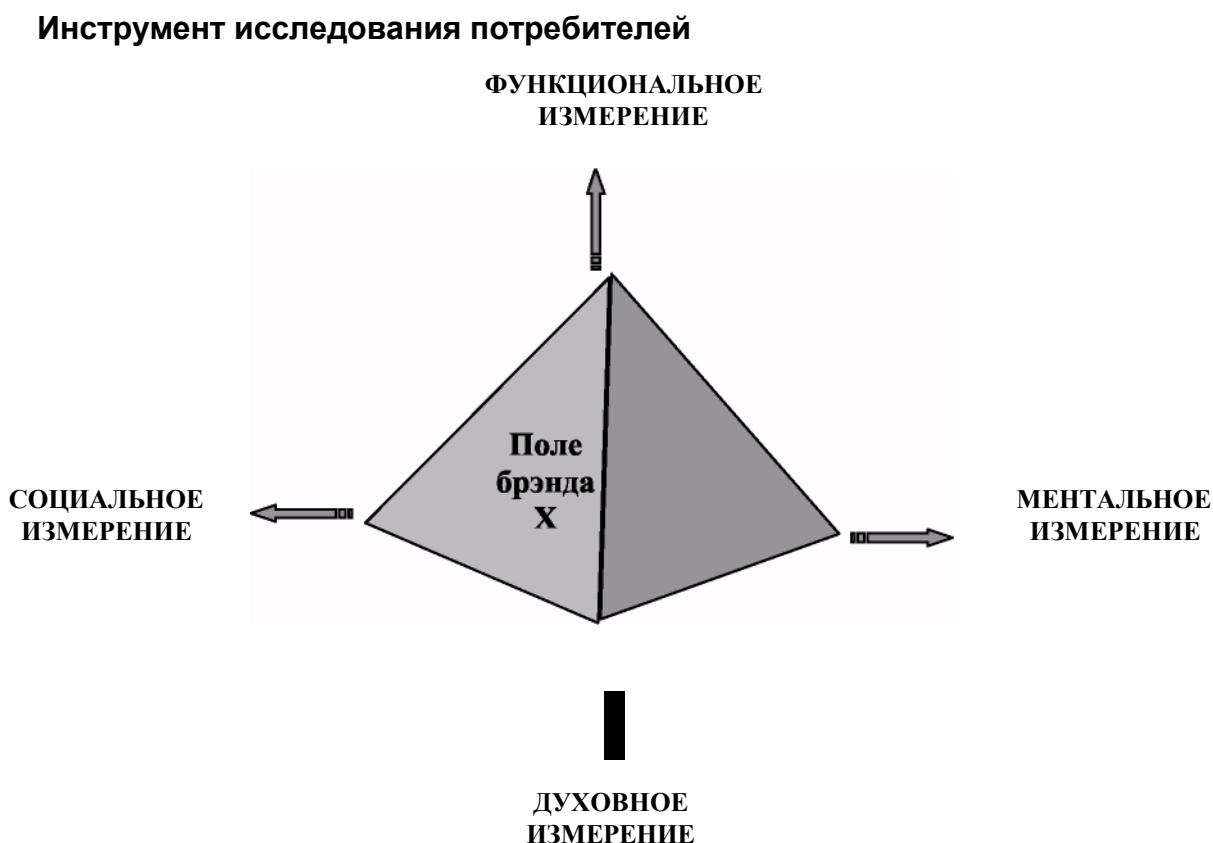 Инструмент исследования потребителей
ФУНКЦИОНАЛЬНОЕ
ИЗМЕРЕНИЕ
Поле
брэнда
X
СОЦИАЛЬНОЕ
ИЗМЕРЕНИЕ
МЕНТАЛЬНОЕ
ИЗМЕРЕНИЕ
ДУХОВНОЕ
ИЗМЕРЕНИЕ